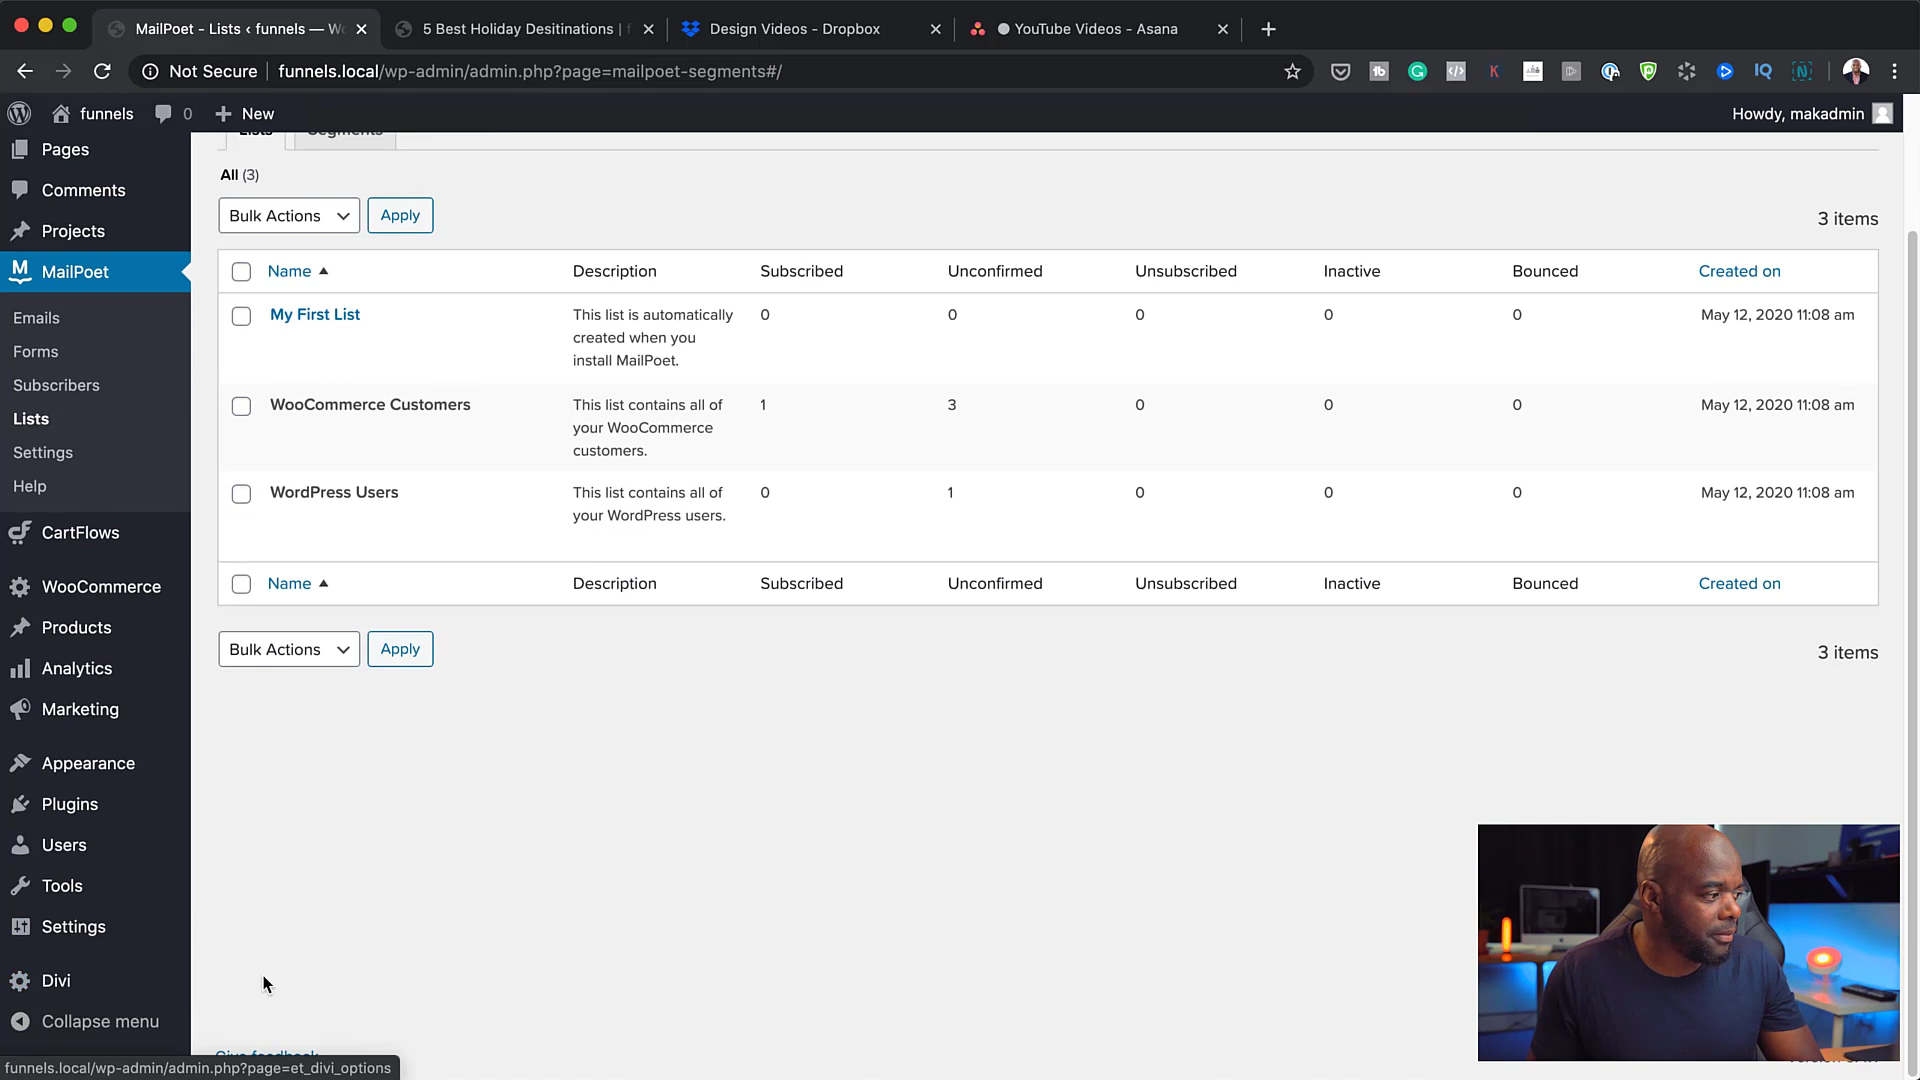 MailPoet - Lists ‹ funnels — W
5 Best Holiday Desitinations |
Design Videos - Dropbox
YouTube Videos - Asana
Not Secure
funnels.local/wp-admin/admin.php?page=mailpoet-segments#/
funnels
0
New
Howdy, makadmin
Pages
Comments
Projects
MailPoet
Emails
Forms
Subscribers
Lists
Settings
Help
CartFlows
WooCommerce
Products
Analytics
Marketing
Appearance
Plugins
Users
Tools
Settings
Divi
Collapse menu
Lists
Segments
All (3)
Bulk Actions
Apply
3 items
Name Description Subscribed Unconfirmed Unsubscribed Inactive Bounced Created on
My First List
This list is automatically
created when you
install MailPoet.
0 0 0 0 0 May 12, 2020 11:08 am
WooCommerce Customers
This list contains all of
your WooCommerce
customers.
1 3 0 0 0 May 12, 2020 11:08 am
WordPress Users
This list contains all of
your WordPress users.
0 1 0 0 0 May 12, 2020 11:08 am
Name Description Subscribed Unconfirmed Unsubscribed Inactive Bounced Created on
Bulk Actions
Apply
3 items
Give feedback
funnels.local/wp-admin/admin.php?page=et_divi_options